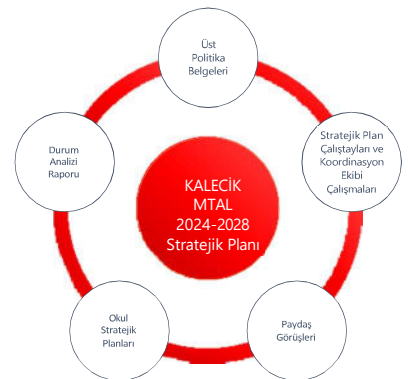 Üst
Politika
Belgeleri
Stratejik Plan
Çalıştayları ve
Koordinasyon
Ekibi
Çalışmaları
Durum
Analizi
Raporu
KALECİK
MTAL
2024-2028
Stratejik Planı
Okul
Stratejik
Planları
Paydaş
Görüşleri